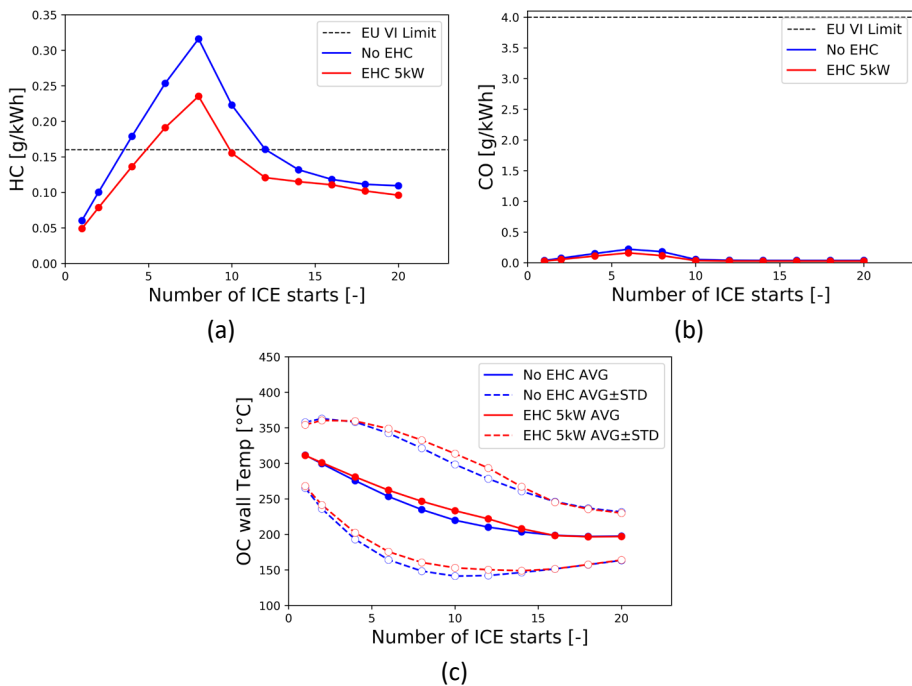 0.35
0.30
0.25
0.20
0.15
0.10
0.05
0.00
HC [g/kWh]
0
5
10
15
20
Number of ICE starts [-]
EU VI Limit
No EHC
EHC 5kW
(a)
4.0
3.5
3.0
2.5
2.0
1.5
1.0
0.5
0.0
CO [g/kWh]
0
5
10
15
20
Number of ICE starts [-]
EU VI Limit
No EHC
EHC 5kW
(b)
450
400
350
300
250
200
150
100
OC wall Temp [°C]
0
5
10
15
20
Number of ICE starts [-]
No EHC AVG
No EHC AVG±STD
EHC 5kW AVG
EHC 5kW AVG±STD
(c)